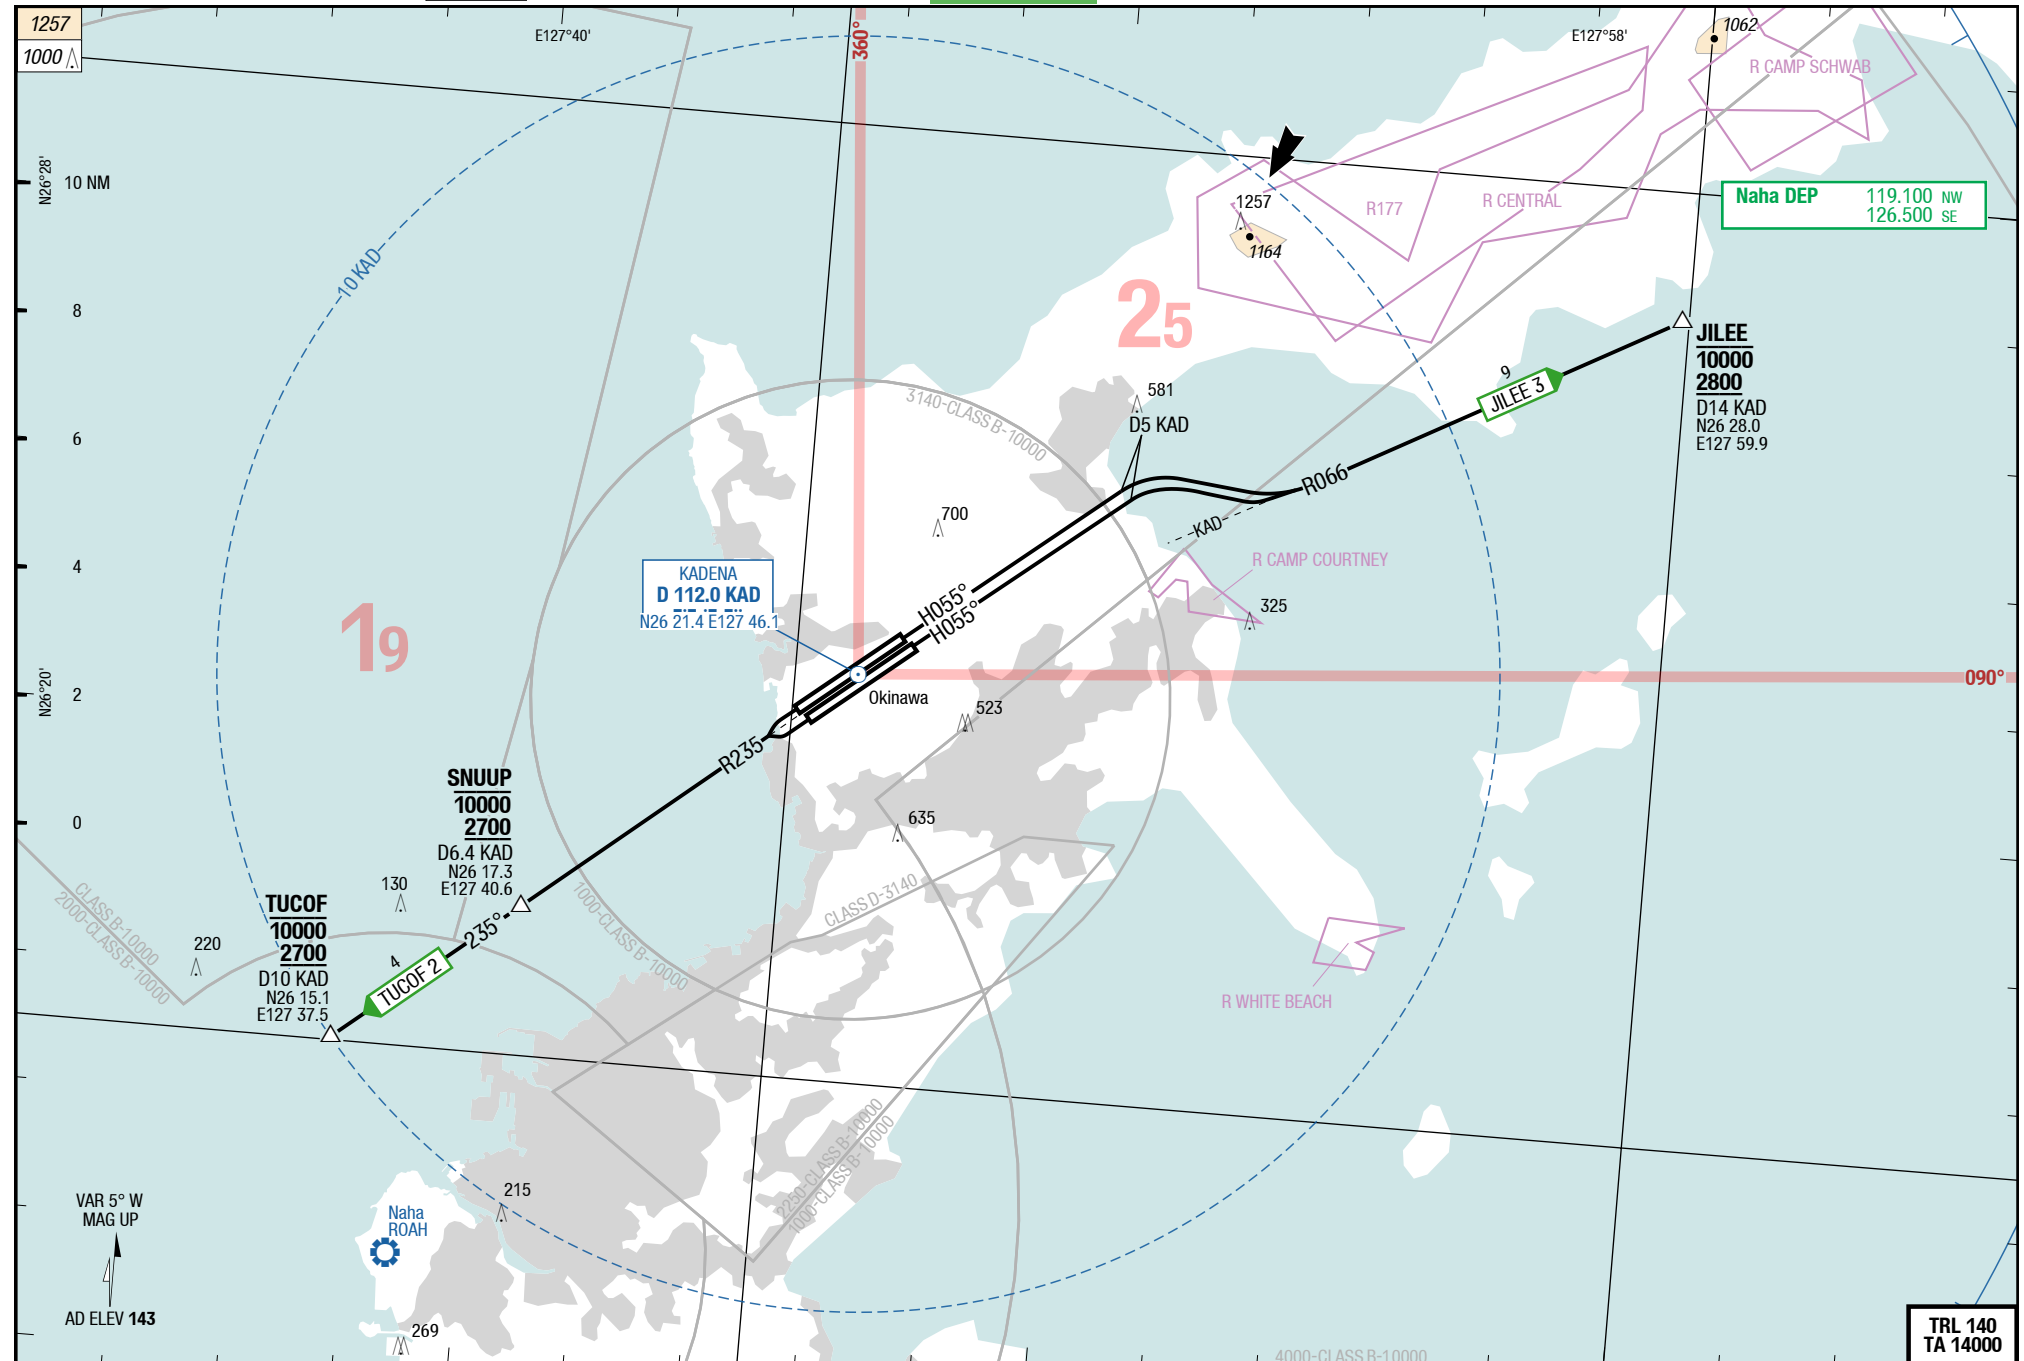 1257
1000
E127°40'
360°
E127°58'
1062
R CAMP SCHWAB
N26°28'
10 NM
Naha DEP 119.100 NW
126.500 SE
1257
R177
R CENTRAL
1164
10 KAD
8
25
JILEE
10000
2800
D14 KAD
N26 28.0
E127 59.9
9
JILEE 3
3140-CLASS B-10000
581
D5 KAD
6
R066
KAD
700
4
KADENA
D 112.0 KAD
N26 21.4 E127 46.1
R CAMP COURTNEY
H055°
H055°
325
19
090°
N26°20'
2
Okinawa
523
R235
SNUUP
10000
2700
D6.4 KAD
N26 17.3
E127 40.6
0
635
130
CLASS B-10000
2000-CLASS B-10000
TUCOF
10000
2700
D10 KAD
N26 15.1
E127 37.5
235°
4
TUCOF 2
220
1000-CLASS B-10000
CLASS D-3140
R WHITE BEACH
2250-CLASS B-10000
1000-CLASS B-10000
VAR 5° W
MAG UP
215
Naha
ROAH
AD ELEV 143
269
TRL 140
TA 14000
4000-CLASS B-10000